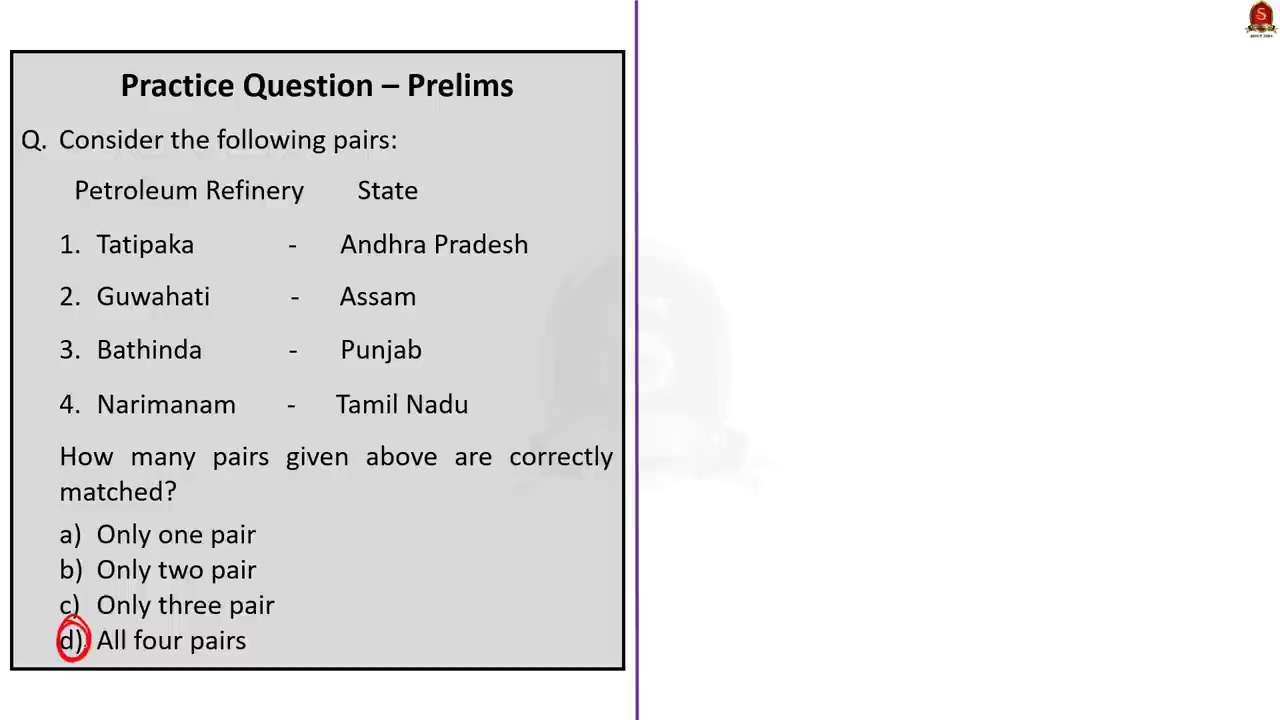 Practice Question – Prelims
Q. Consider the following pairs:
Petroleum Refinery State
1. Tatipaka - Andhra Pradesh
2. Guwahati - Assam
3. Bathinda - Punjab
4. Narimanam - Tamil Nadu
How many pairs given above are correctly
matched?
a) Only one pair
b) Only two pair
c) Only three pair
d) All four pairs
S